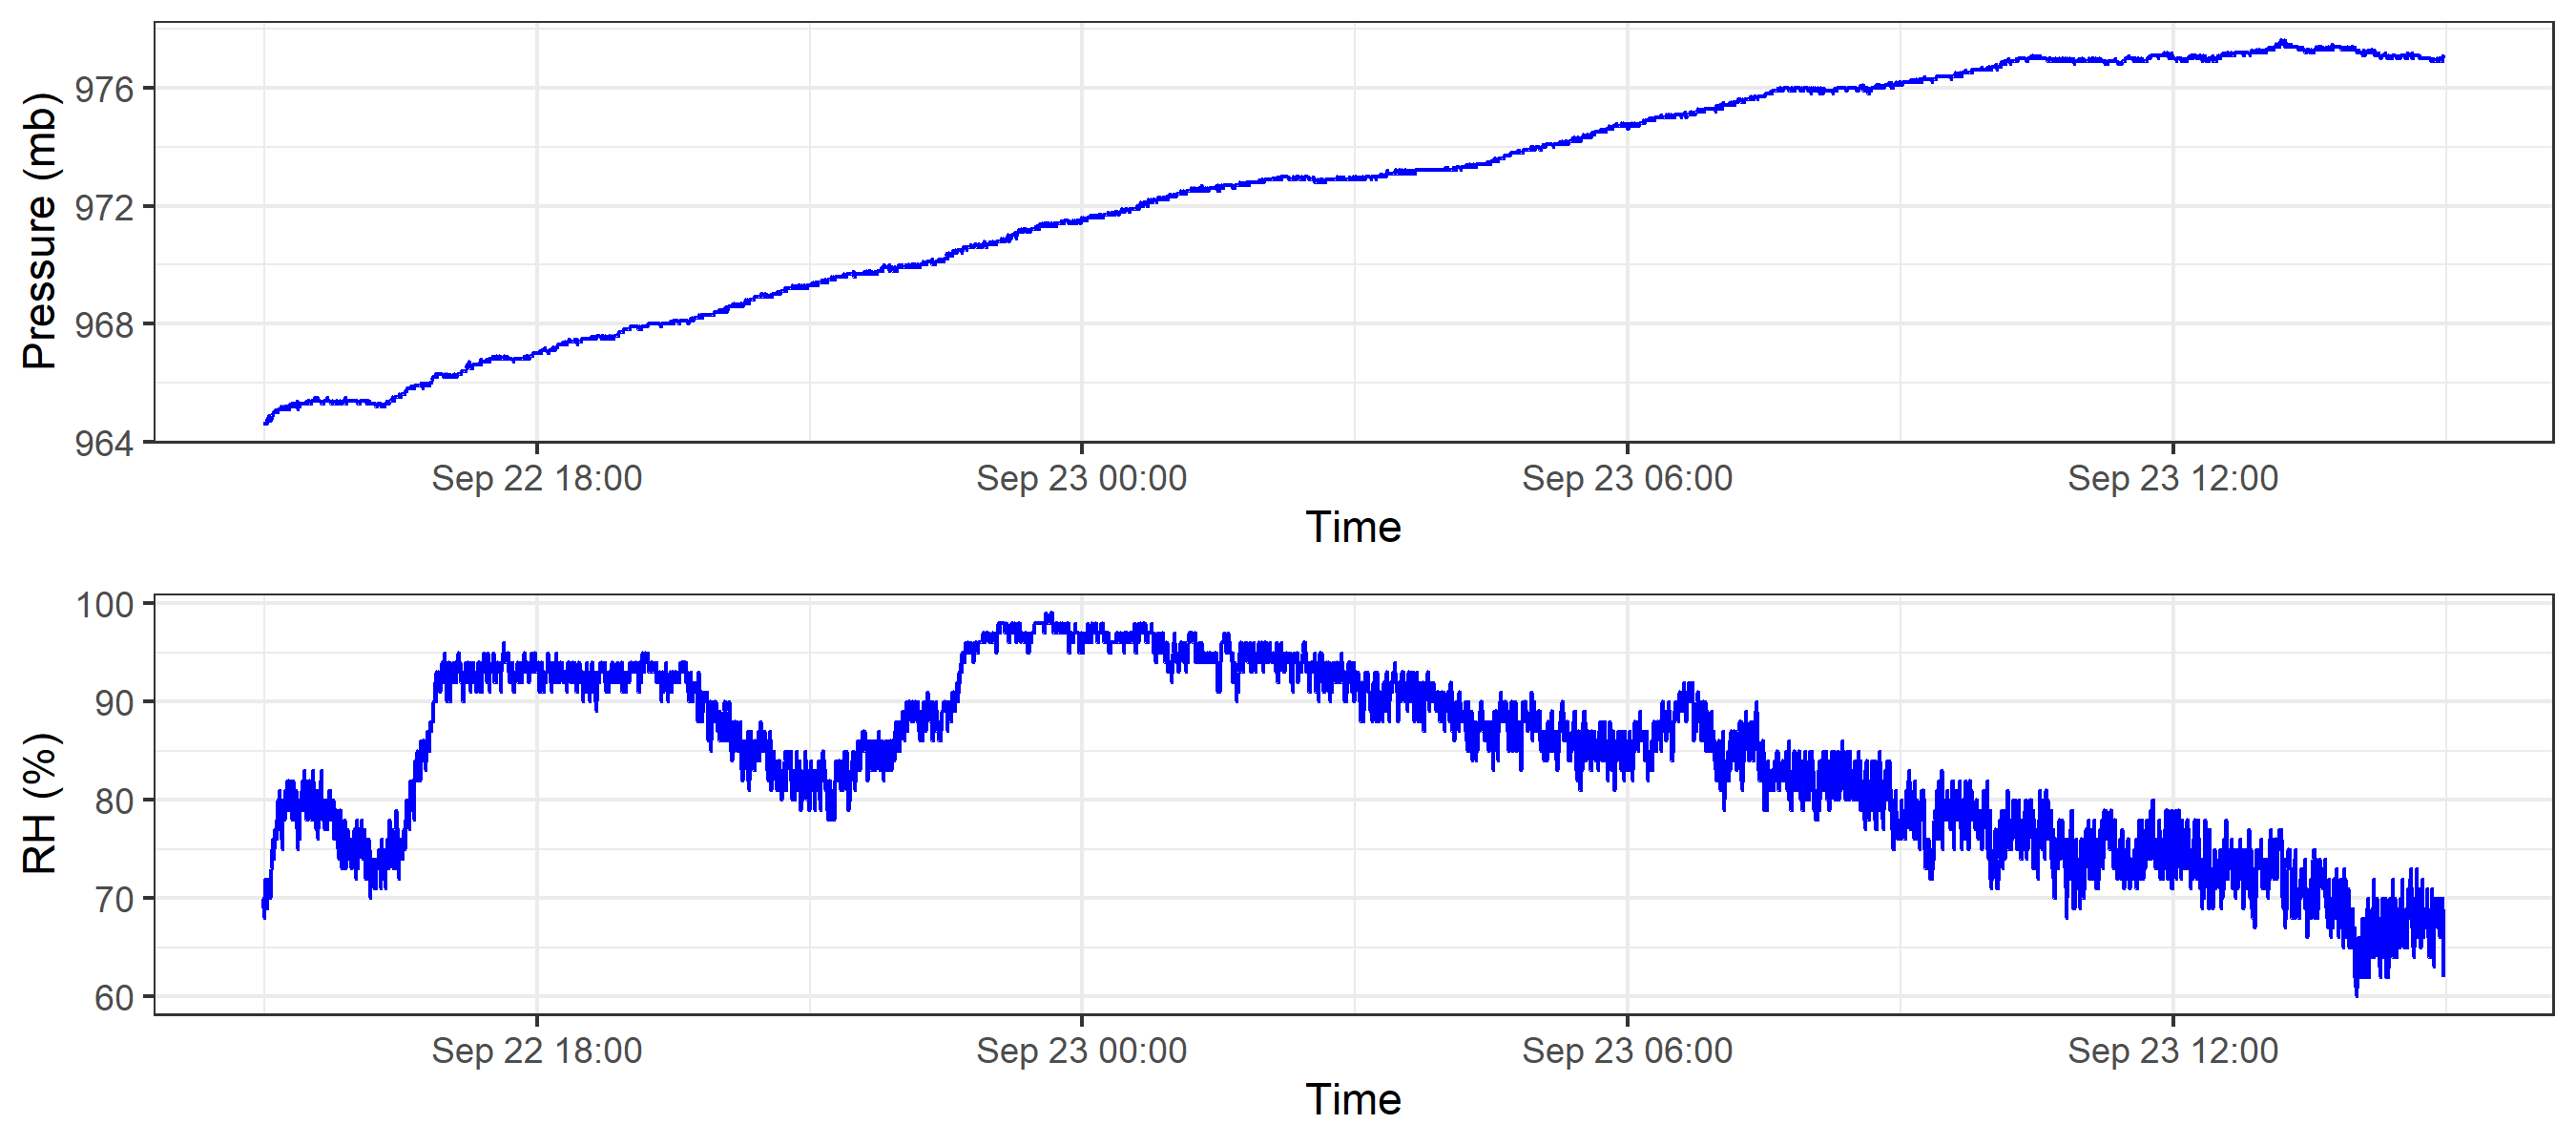 Pressure (mb)
976
972
968
964
Sep 22 18:00
Sep 23 00:00
Sep 23 06:00
Sep 23 12:00
Time
RH (%)
100
90
80
70
60
Sep 22 18:00
Sep 23 00:00
Sep 23 06:00
Sep 23 12:00
Time